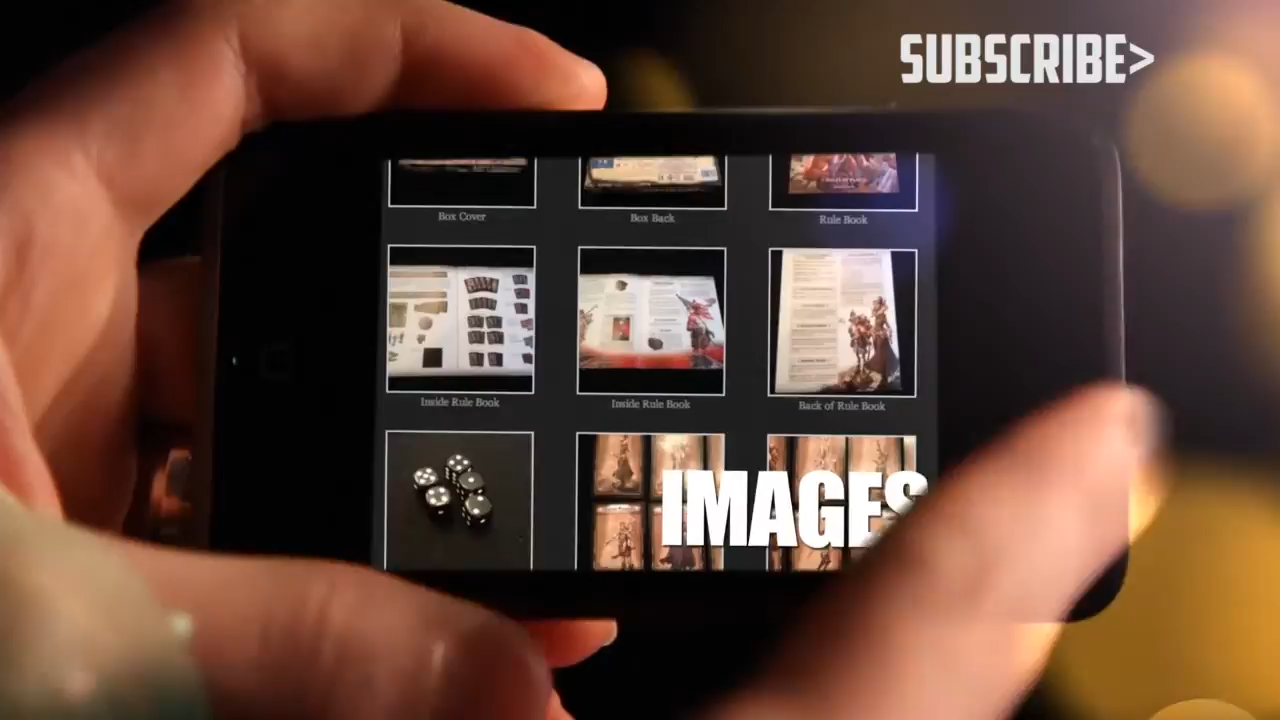 SUBSCRIBE>
Box Cover
Box Back
Rule Book
Inside Rule Book
Inside Rule Book
Back of Rule Book
IMAGES